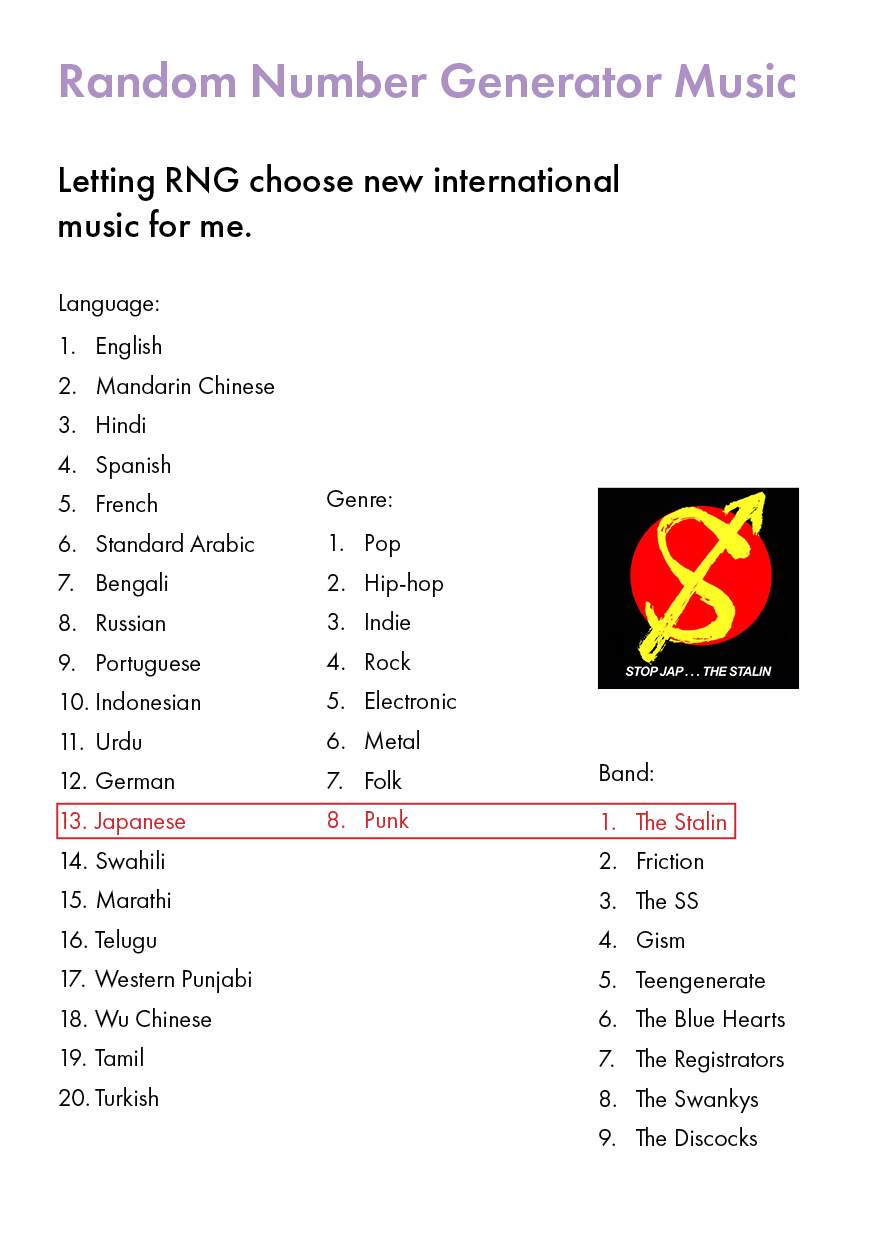 Random Number Generator Music
Letting RNG choose new international
music for me.
Language:
1. English
2. Mandarin Chinese
3. Hindi
4. Spanish
5. French
6. Standard Arabic
7. Bengali
8. Russian
9. Portuguese
10. Indonesian
11. Urdu
12. German
13. Japanese
14. Swahili
15. Marathi
16. Telugu
17. Western Punjabi
18. Wu Chinese
19. Tamil
20. Turkish
Genre:
1. Pop
2. Hip-hop
3. Indie
4. Rock
5. Electronic
6. Metal
7. Folk
8. Punk
STOP JAP . . . THE STALIN
Band:
1. The Stalin
2. Friction
3. The SS
4. Gism
5. Teengenerate
6. The Blue Hearts
7. The Registrators
8. The Swankys
9. The Discocks